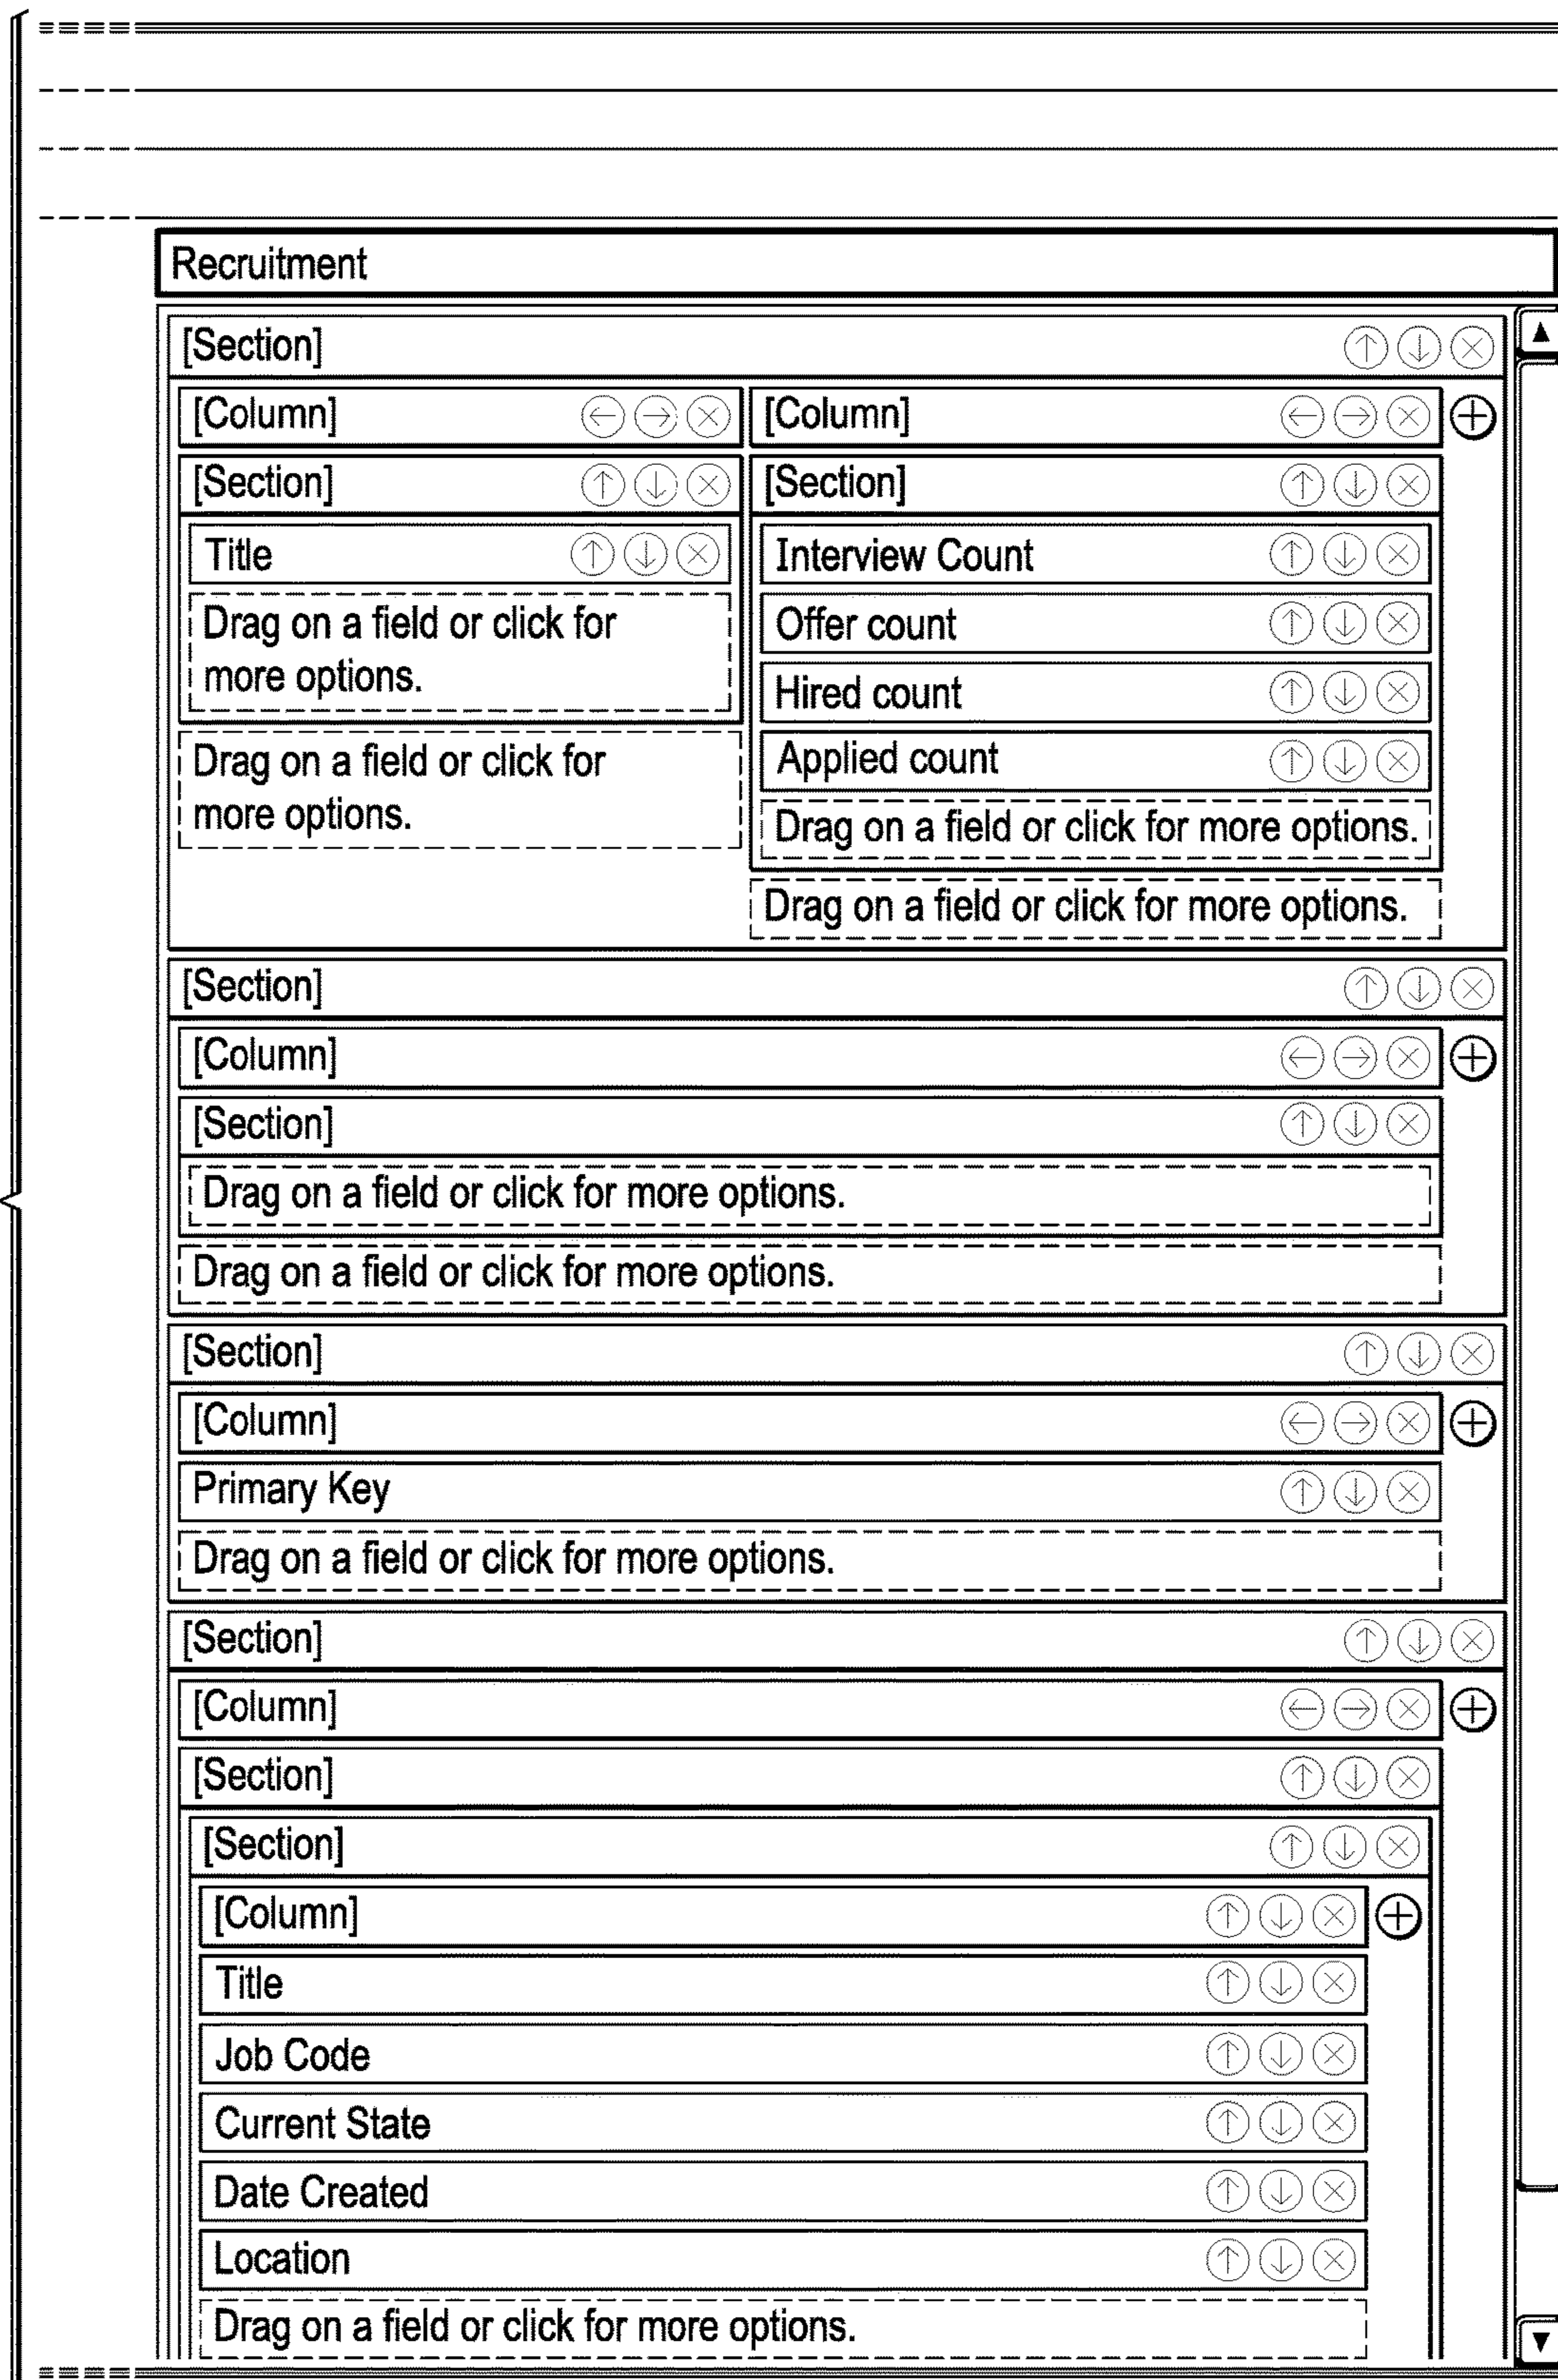 Recruitment
[Section]
[Column]
[Column]
[Section]
[Section]
Title
Interview Count
Drag on a field or click for
more options.
Offer count
Hired count
Drag on a field or click for
more options.
Applied count
Drag on a field or click for more options.
Drag on a field or click for more options.
[Section]
[Column]
[Section]
Drag on a field or click for more options.
Drag on a field or click for more options.
[Section]
[Column]
Primary Key
Drag on a field or click for more options.
[Section]
[Column]
[Section]
[Section]
[Column]
Title
Job Code
Current State
Date Created
Location
Drag on a field or click for more options.